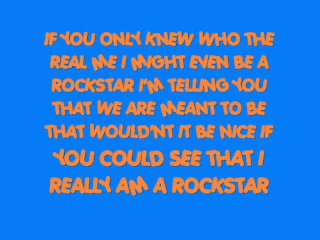 IF YOU ONLY KNEW WHO THE
REAL ME I MIGHT EVEN BE A
ROCKSTAR I'M TELLING YOU
THAT WE ARE MEANT TO BE
THAT WOULD'NT IT BE NICE IF
YOU COULD SEE THAT I
REALLY AM A ROCKSTAR